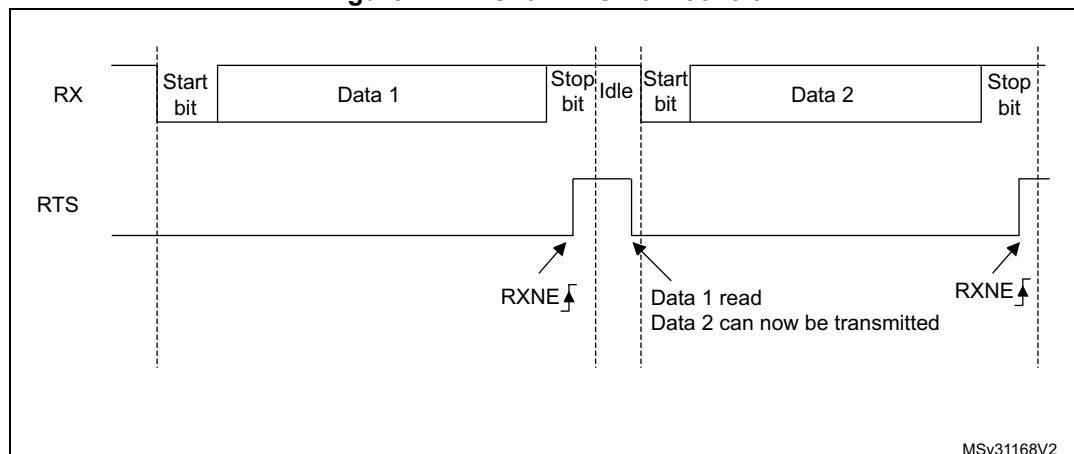 RX
Start bit
Data 1
Stop bit
Idle
Start bit
Data 2
Stop bit
RTS
RXNE
Data 1 read
Data 2 can now be transmitted
RXNE
MSv31168V2